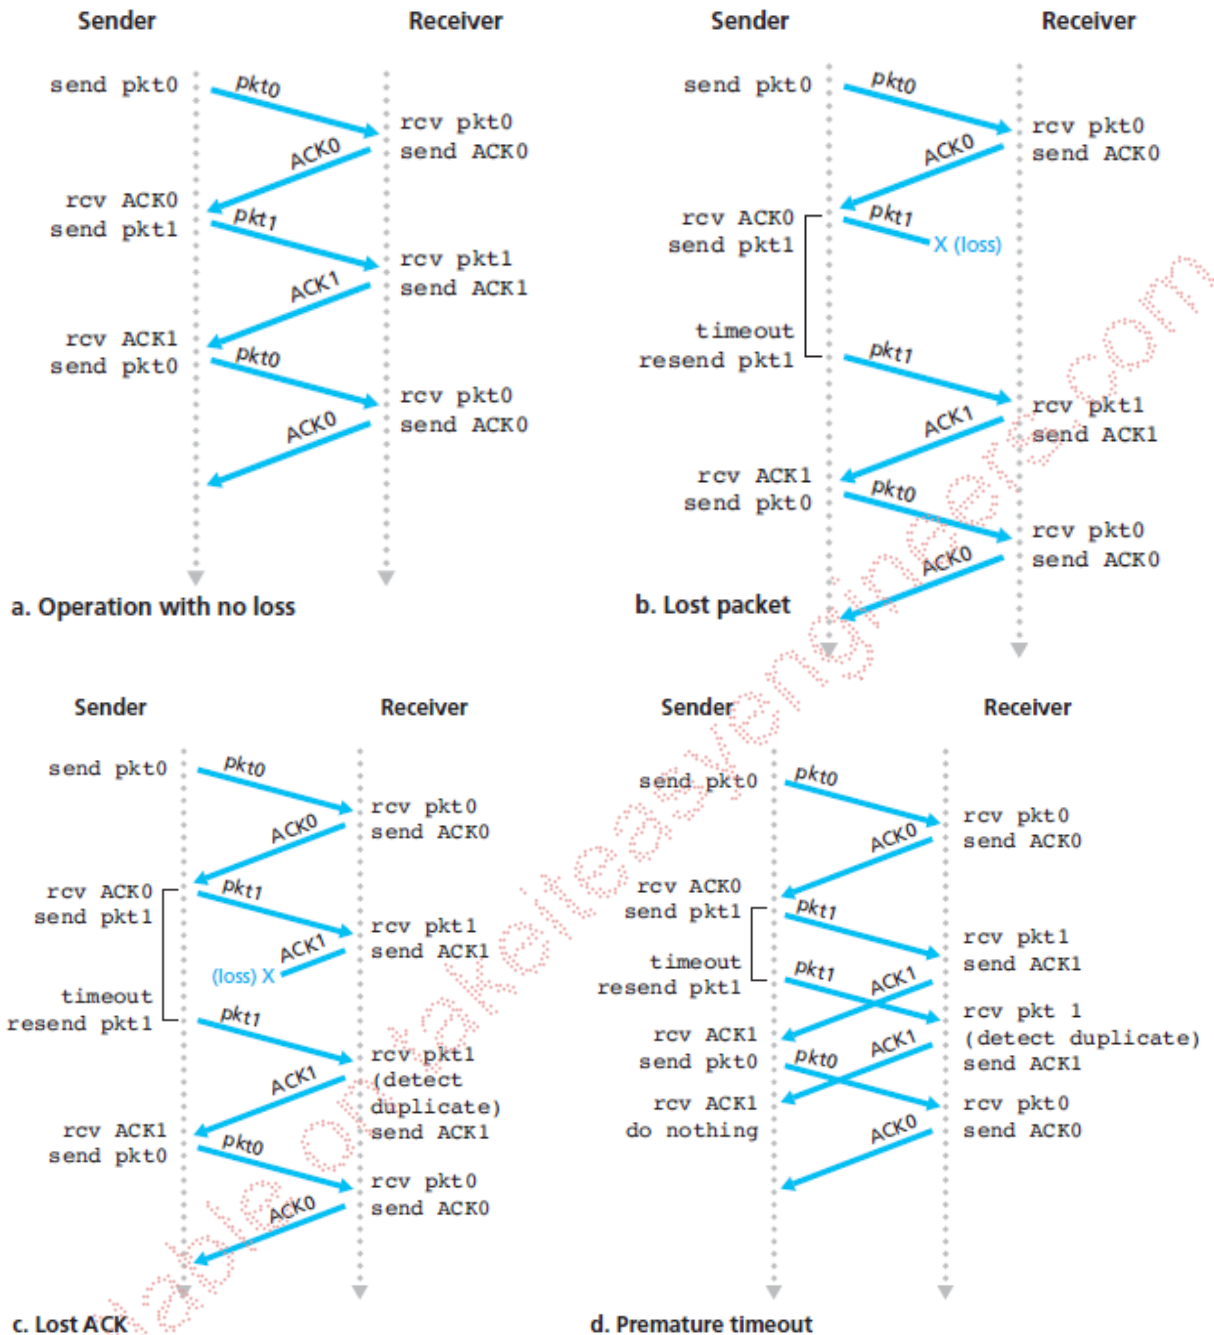 Sender Receiver
send pkt0 pkt0
rcv pkt0
send ACK0
ACK0
rcv ACK0
send pkt1
pkt1
rcv pkt1
send ACK1
ACK1
rcv ACK1
send pkt0
pkt0
rcv pkt0
send ACK0
ACK0
a. Operation with no loss
Sender Receiver
send pkt0 pkt0
rcv pkt0
send ACK0
ACK0
rcv ACK0
send pkt1
pkt1
X (loss)
timeout
resend pkt1
pkt1
rcv pkt1
send ACK1
ACK1
rcv ACK1
send pkt0
pkt0
rcv pkt0
send ACK0
ACK0
b. Lost packet
Sender Receiver
send pkt0 pkt0
rcv pkt0
send ACK0
ACK0
rcv ACK0
send pkt1
pkt1
rcv pkt1
send ACK1
ACK1
(loss) X
timeout
resend pkt1
pkt1
rcv pkt1
(detect
duplicate)
send ACK1
ACK1
rcv ACK1
send pkt0
pkt0
rcv pkt0
send ACK0
ACK0
c. Lost ACK
Sender Receiver
send pkt0 pkt0
rcv pkt0
send ACK0
ACK0
rcv ACK0
send pkt1
pkt1
rcv pkt1
send ACK1
ACK1
timeout
resend pkt1
pkt1
rcv pkt 1
(detect duplicate)
send ACK1
ACK1
rcv ACK1
send pkt0
pkt0
rcv ACK1
do nothing
rcv pkt0
send ACK0
ACK0
d. Premature timeout